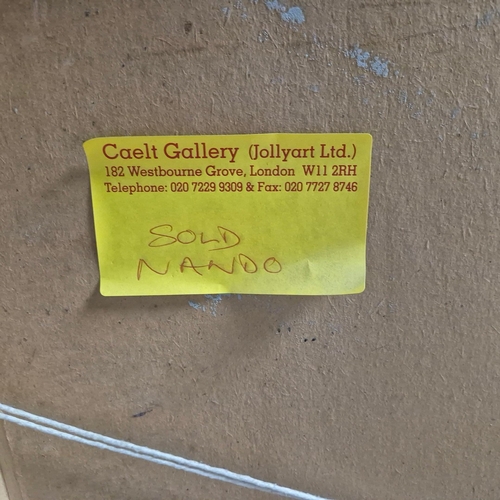 Caelt Gallery (Jollyart Ltd.)
182 Westbourne Grove, London W11 2RH
Telephone: 020 7229 9309 & Fax: 020 7727 8746
SOLD
NANDO